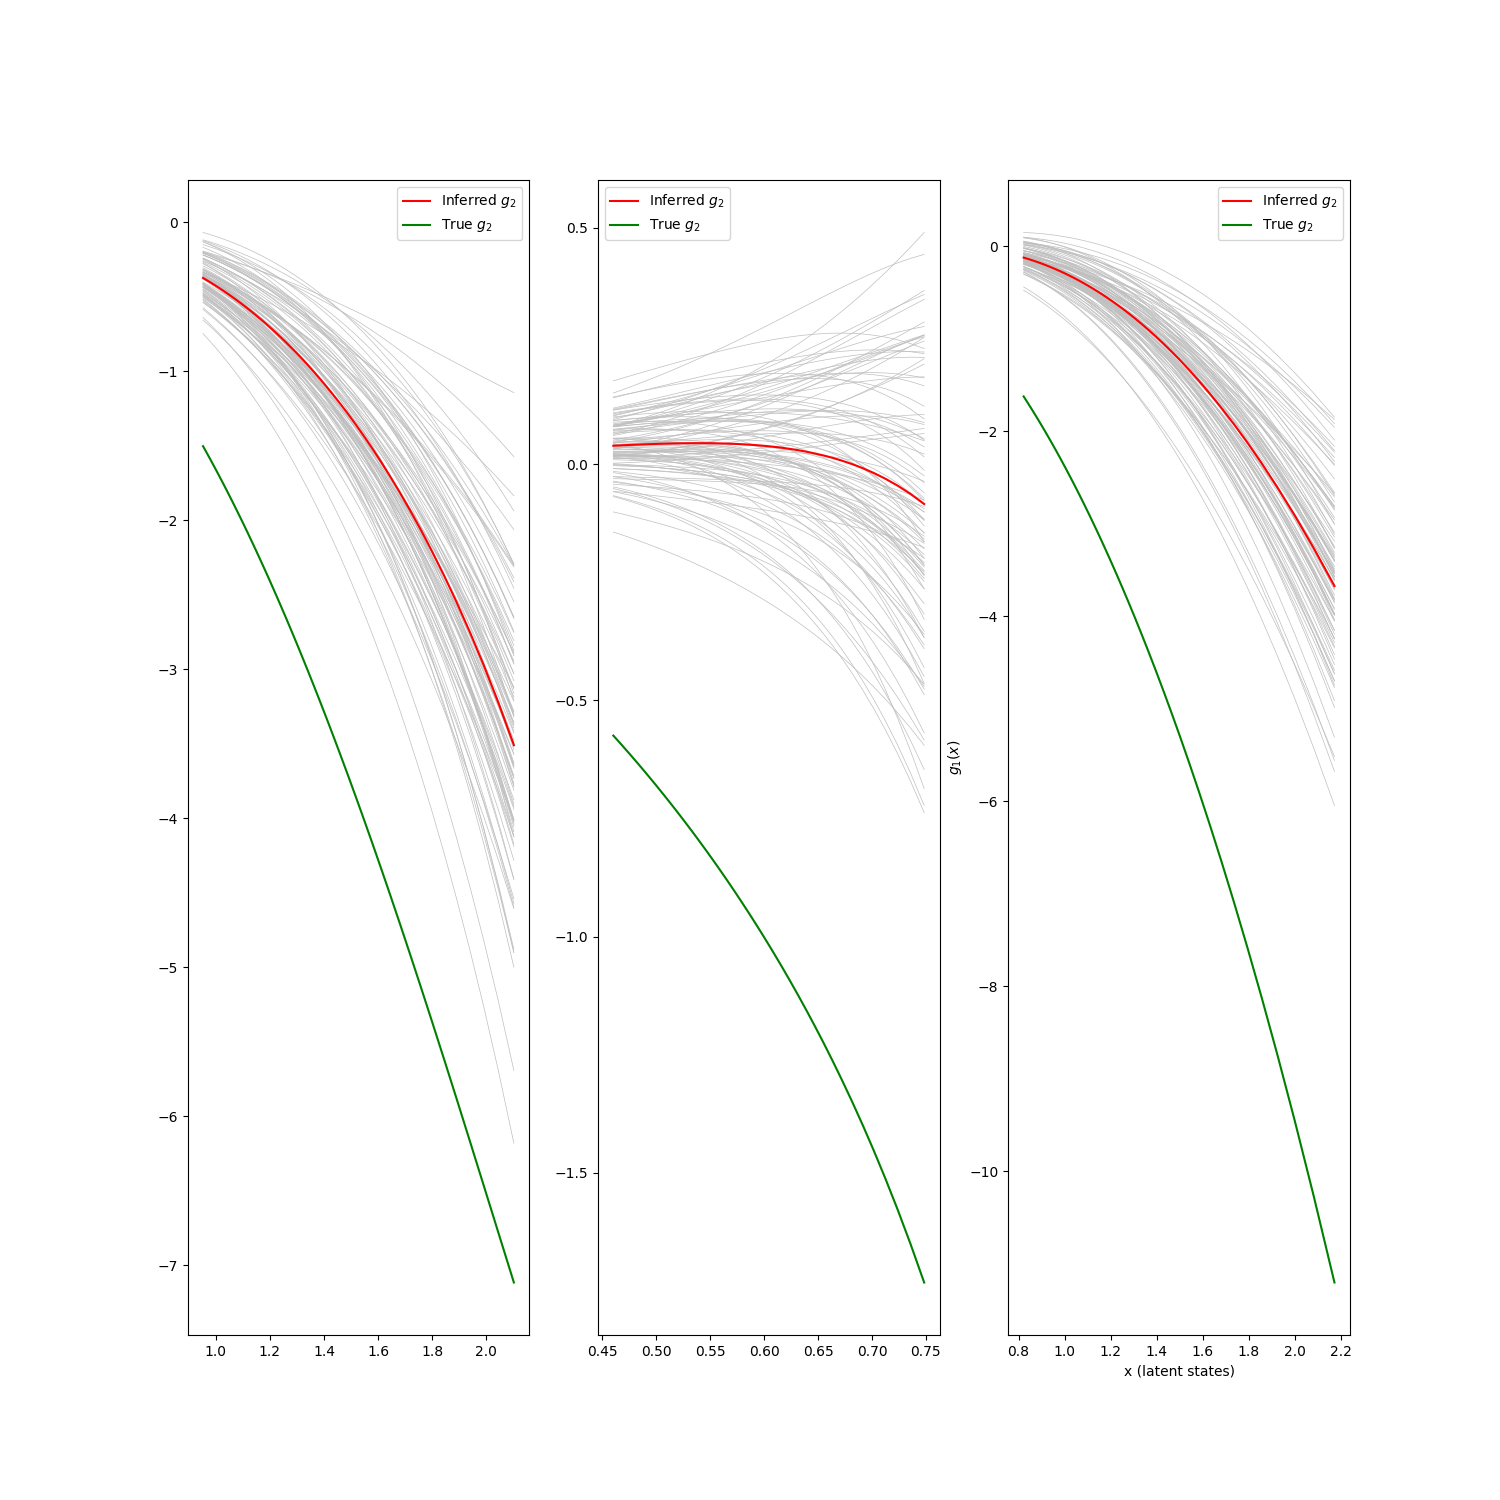 Inferred g₂
True g₂
0
−1
−2
−3
−4
−5
−6
−7
1.0 1.2 1.4 1.6 1.8 2.0
Inferred g₂
True g₂
0.5
0.0
−0.5
−1.0
−1.5
0.45 0.50 0.55 0.60 0.65 0.70 0.75
Inferred g₂
True g₂
g₁(x)
0
−2
−4
−6
−8
−10
0.8 1.0 1.2 1.4 1.6 1.8 2.0 2.2
x (latent states)